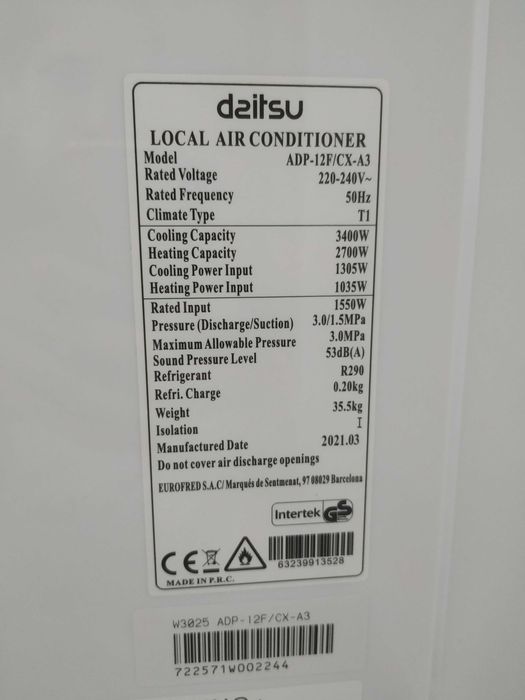 daitsu
LOCAL AIR CONDITIONER
Model ADP-12F/CX-A3
Rated Voltage 220-240V~
Rated Frequency 50Hz
Climate Type T1
Cooling Capacity 3400W
Heating Capacity 2700W
Cooling Power Input 1305W
Heating Power Input 1035W
Rated Input 1550W
Pressure (Discharge/Suction) 3.0/1.5MPa
Maximum Allowable Pressure 3.0MPa
Sound Pressure Level 53dB(A)
Refrigerant R290
Refri. Charge 0.20kg
Weight 35.5kg
Isolation I
Manufactured Date 2021.03
Do not cover air discharge openings
EUROFRED S.A.C/ Marqués de Sentmenat, 97 08029 Barcelona
Intertek GS
CE
63239913528
MADE IN P.R.C.
W3025 ADP-12F/CX-A3
722571W002244